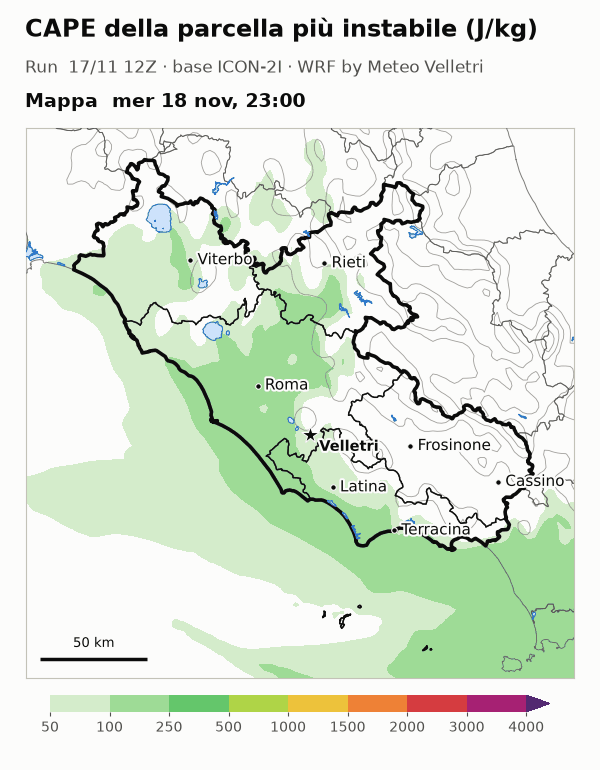 CAPE della parcella più instabile (J/kg)
Run  17/11 12Z · base ICON-2I · WRF by Meteo Velletri
Mappa  mer 18 nov, 23:00
Viterbo
Rieti
Roma
Velletri
Frosinone
Latina
Cassino
Terracina
50 km
50 100 250 500 1000 1500 2000 3000 4000